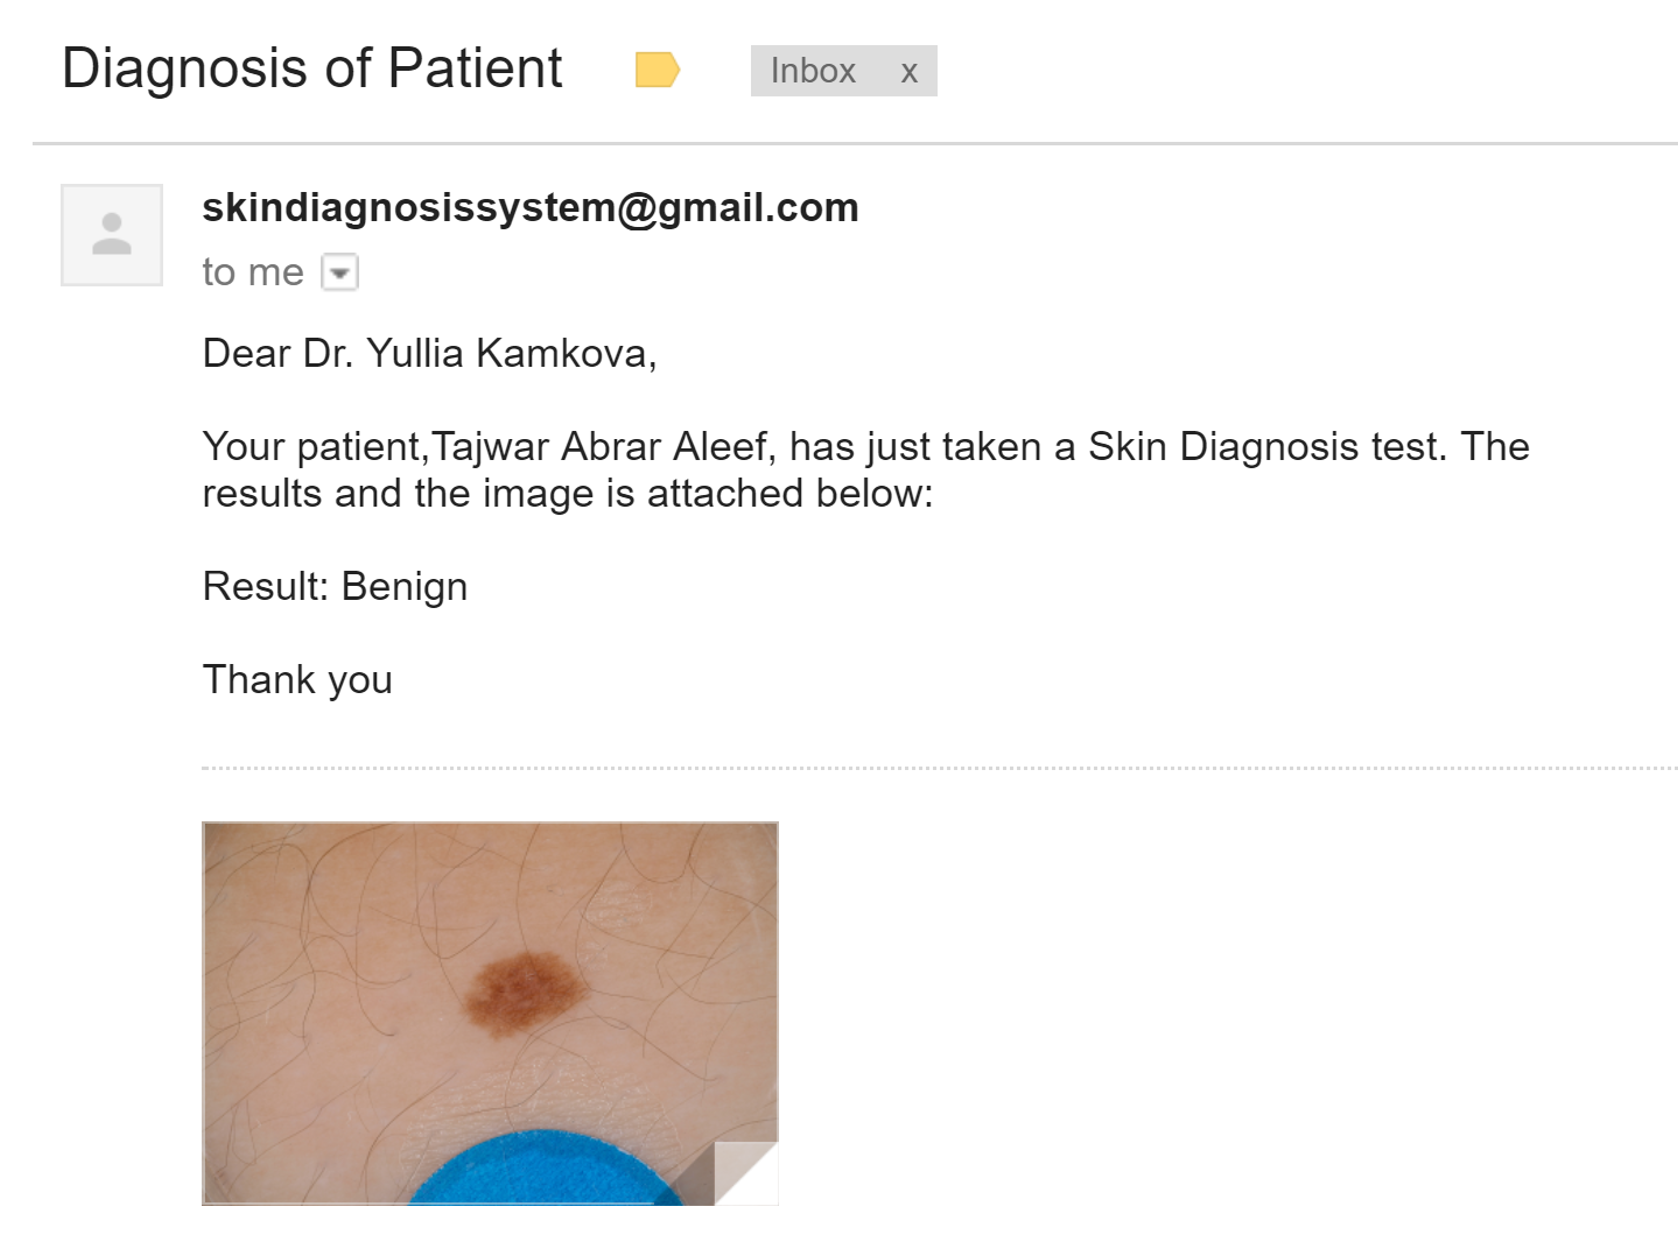 Diagnosis of Patient Inbox x
skindiagnosissystem@gmail.com
to me
Dear Dr. Yullia Kamkova,
Your patient,Tajwar Abrar Aleef, has just taken a Skin Diagnosis test. The
results and the image is attached below:
Result: Benign
Thank you